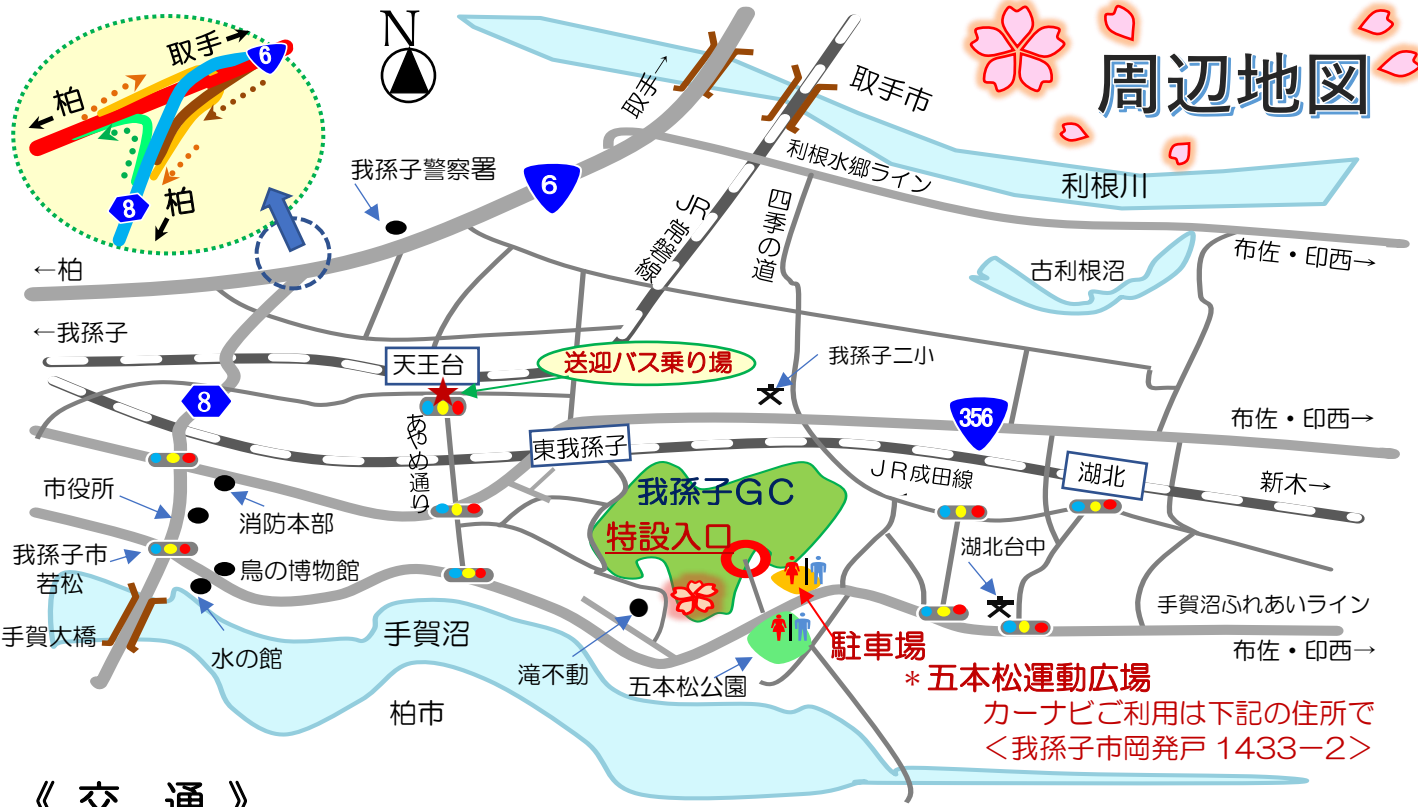 周辺地図
N
取手→
6
←柏
8
柏
取手→
取手市
我孫子警察署
6
利根水郷ライン
利根川
JR常磐線
四季の道
布佐・印西→
古利根沼
←柏
←我孫子
天王台
送迎バス乗り場
我孫子二小
8
356
布佐・印西→
あやめ通り
東我孫子
JR成田線
湖北
新木→
市役所
消防本部
我孫子GC
特設入口
湖北台中
我孫子市
若松
鳥の博物館
手賀沼ふれあいライン
手賀大橋
水の館
手賀沼
滝不動
五本松公園
駐車場
布佐・印西→
*五本松運動広場
柏市
カーナビご利用は下記の住所で
＜我孫子市岡発戸 1433－2＞
《 交 通 》